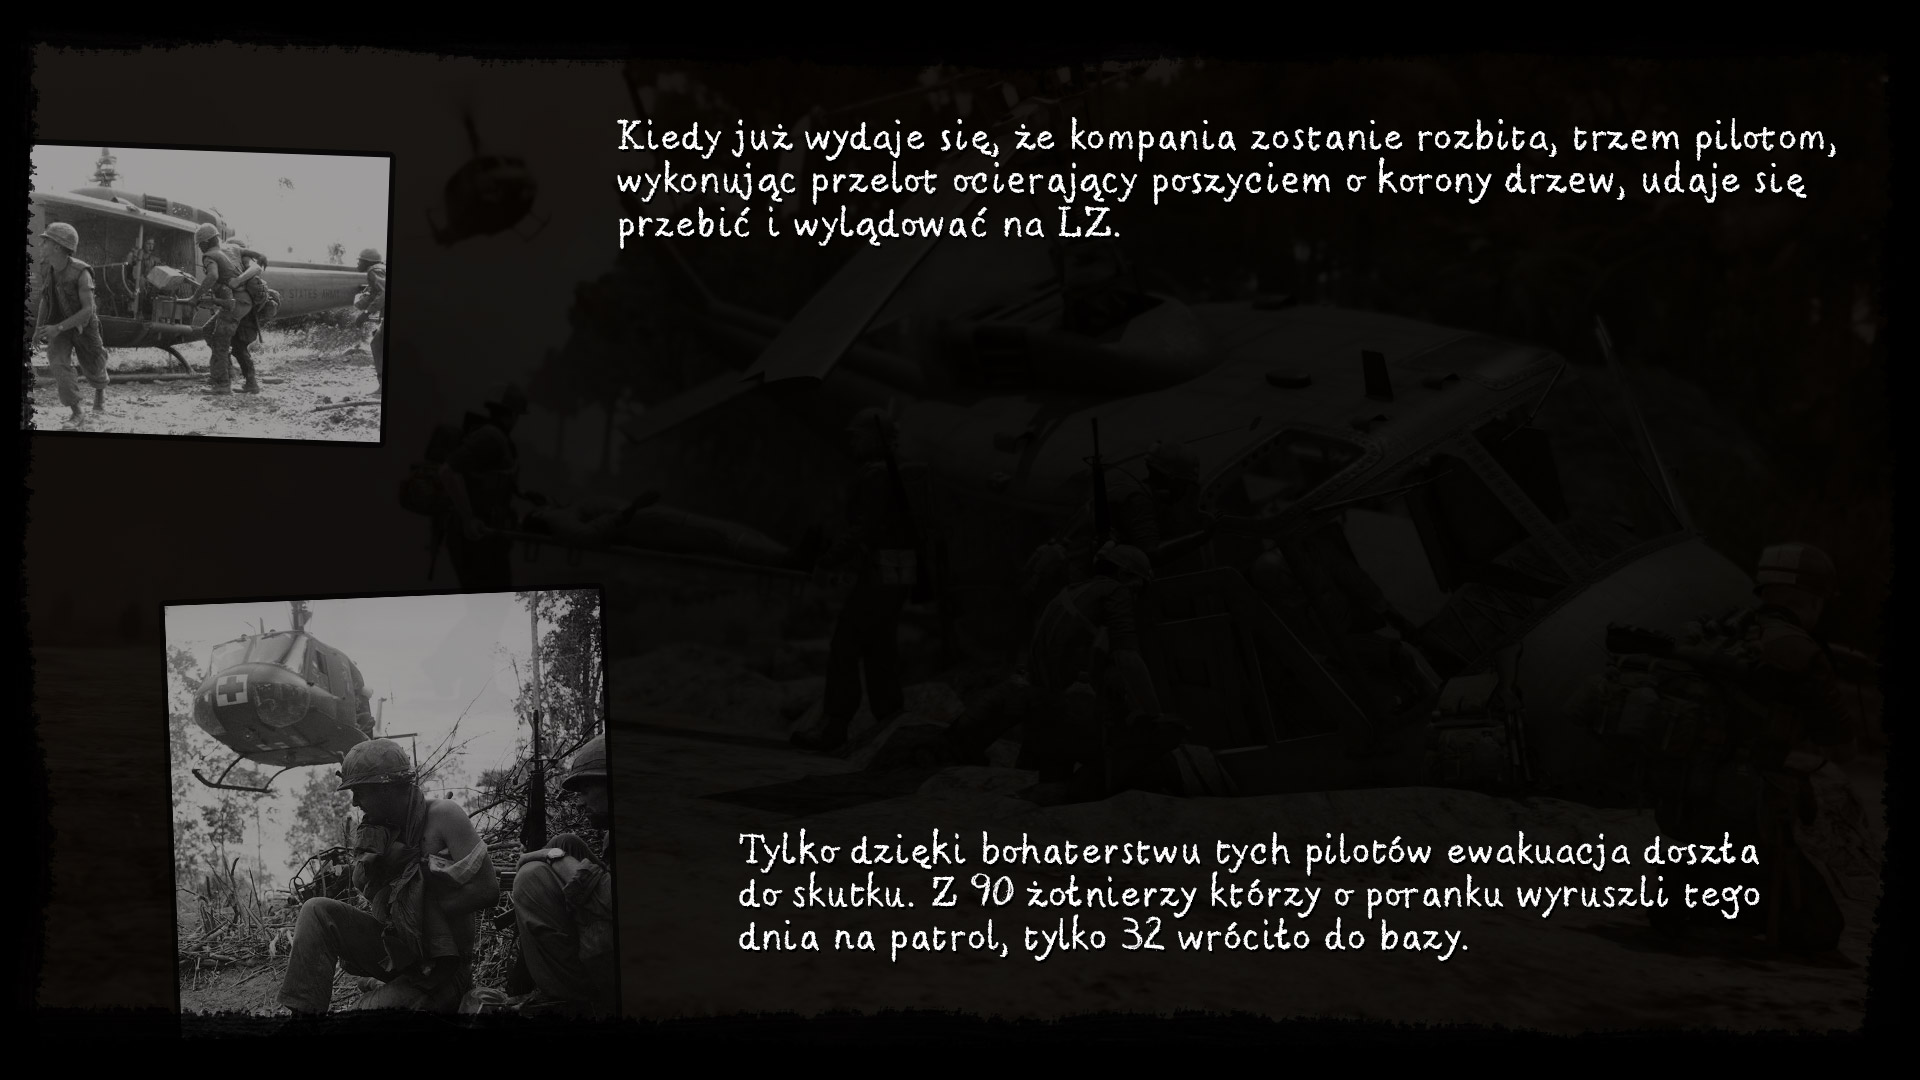 Kiedy już wydaje się, że kompania zostanie rozbita, trzem pilotom,
wykonując przelot ocierający poszyciem o korony drzew, udaje się
przebić i wylądować na LZ.
Tylko dzięki bohaterstwu tych pilotów ewakuacja doszła
do skutku. Z 90 żołnierzy którzy o poranku wyruszli tego
dnia na patrol, tylko 32 wróciło do bazy.